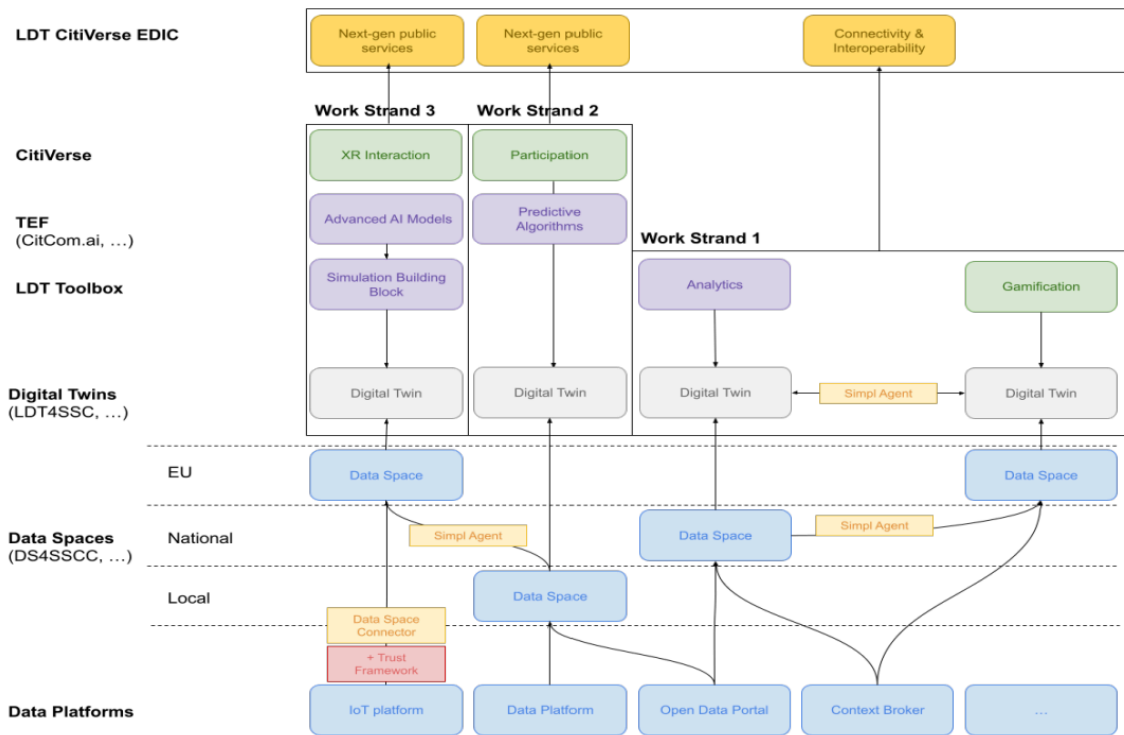 LDT CitiVerse EDIC
Next-gen public
services
Next-gen public
services
Connectivity &
Interoperability
Work Strand 3
Work Strand 2
CitiVerse
XR Interaction
Participation
TEF
(CitCom.ai, ...)
Advanced AI Models
Predictive
Algorithms
Work Strand 1
LDT Toolbox
Simulation Building
Block
Analytics
Gamification
Digital Twins
(LDT4SSC, ...)
Digital Twin
Digital Twin
Digital Twin
Simpl Agent
Digital Twin
EU
Data Space
Data Space
Data Spaces
(DS4SSCC, ...)
National
Simpl Agent
Data Space
Simpl Agent
Local
Data Space
Data Space
Connector
+ Trust
Framework
Data Platforms
IoT platform
Data Platform
Open Data Portal
Context Broker
...